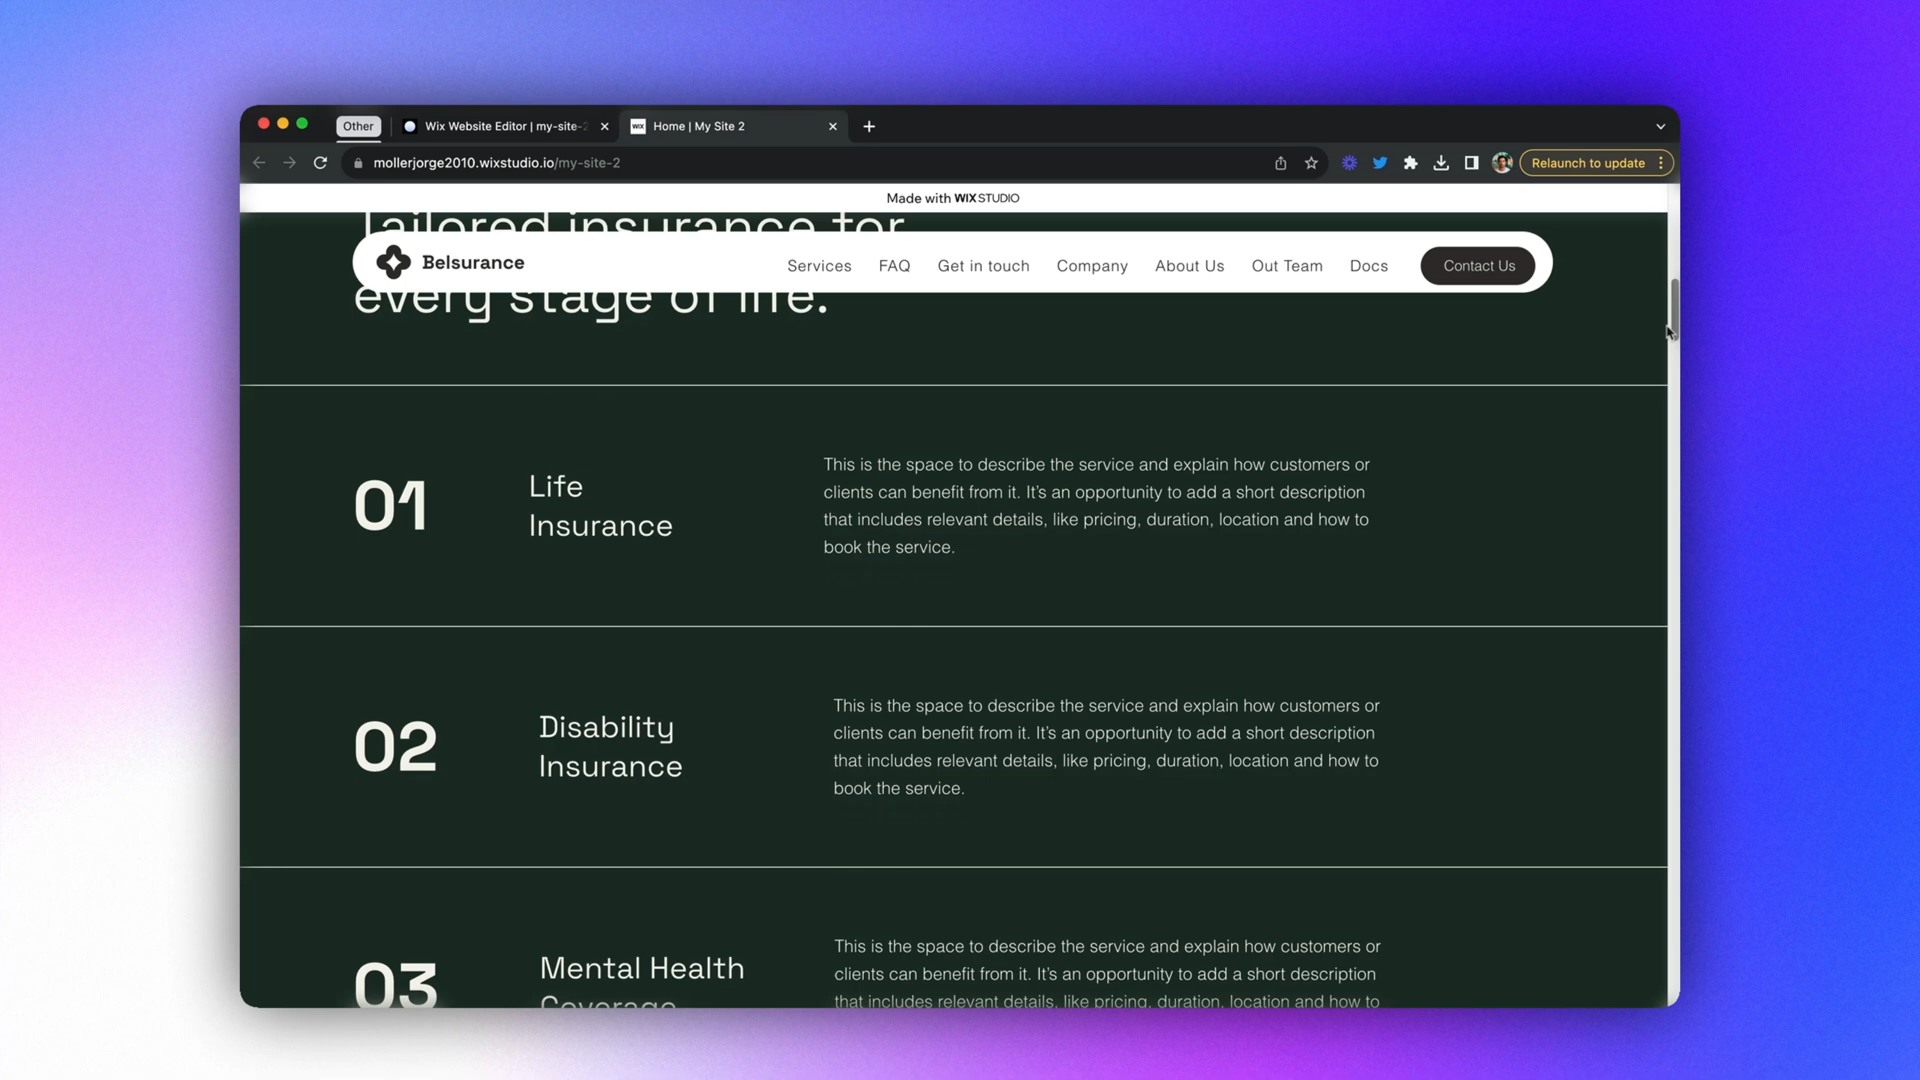 Other
Wix Website Editor | my-site-2
WIX
Home | My Site 2
mollerjorge2010.wixstudio.io/my-site-2
Relaunch to update
Made with WIX STUDIO
Tailored insurance for
Belsurance
Services
FAQ
Get in touch
Company
About Us
Out Team
Docs
Contact Us
every stage of life.
01
Life
Insurance
This is the space to describe the service and explain how customers or
clients can benefit from it. It's an opportunity to add a short description
that includes relevant details, like pricing, duration, location and how to
book the service.
02
Disability
Insurance
This is the space to describe the service and explain how customers or
clients can benefit from it. It's an opportunity to add a short description
that includes relevant details, like pricing, duration, location and how to
book the service.
03
Mental Health
Coverage
This is the space to describe the service and explain how customers or
clients can benefit from it. It's an opportunity to add a short description
that includes relevant details, like pricing, duration, location and how to